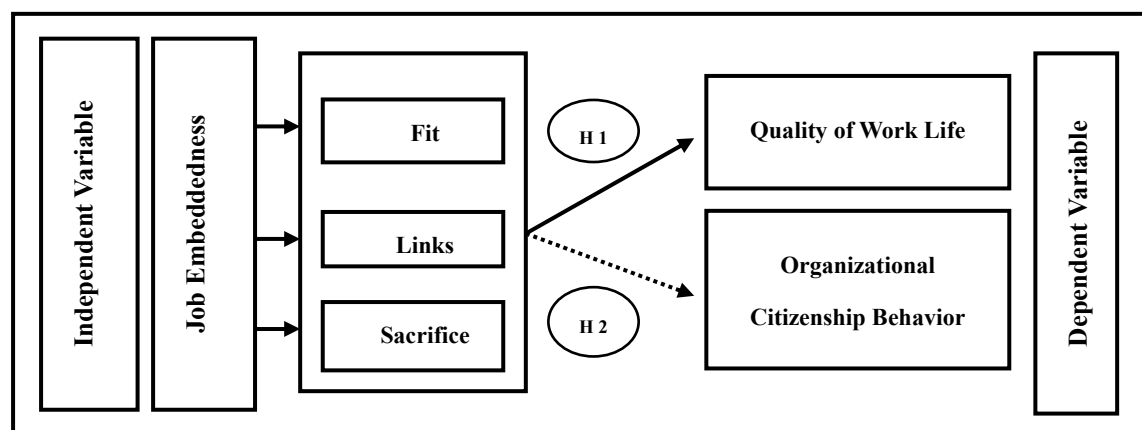 Independent Variable
Job Embeddedness
Fit
Links
Sacrifice
H 1
H 2
Quality of Work Life
Organizational
Citizenship Behavior
Dependent Variable